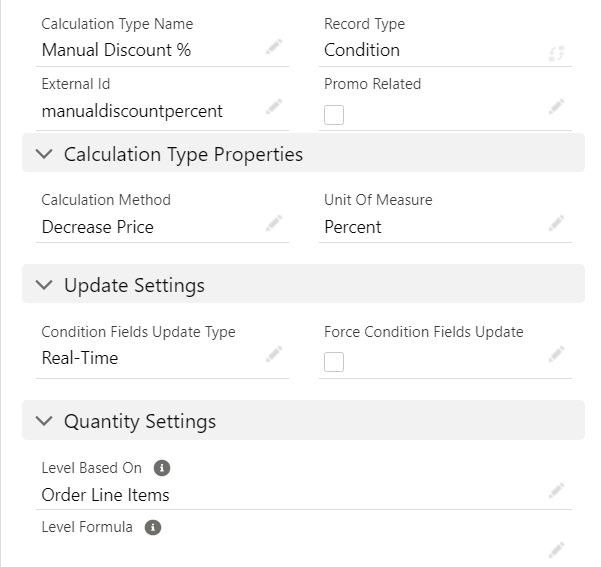 Calculation Type Name
Record Type
Manual Discount %
Condition
External Id
Promo Related
manualdiscountpercent
Calculation Type Properties
Calculation Method
Unit Of Measure
Decrease Price
Percent
Update Settings
Condition Fields Update Type
Force Condition Fields Update
Real-Time
Quantity Settings
Level Based On
Order Line Items
Level Formula